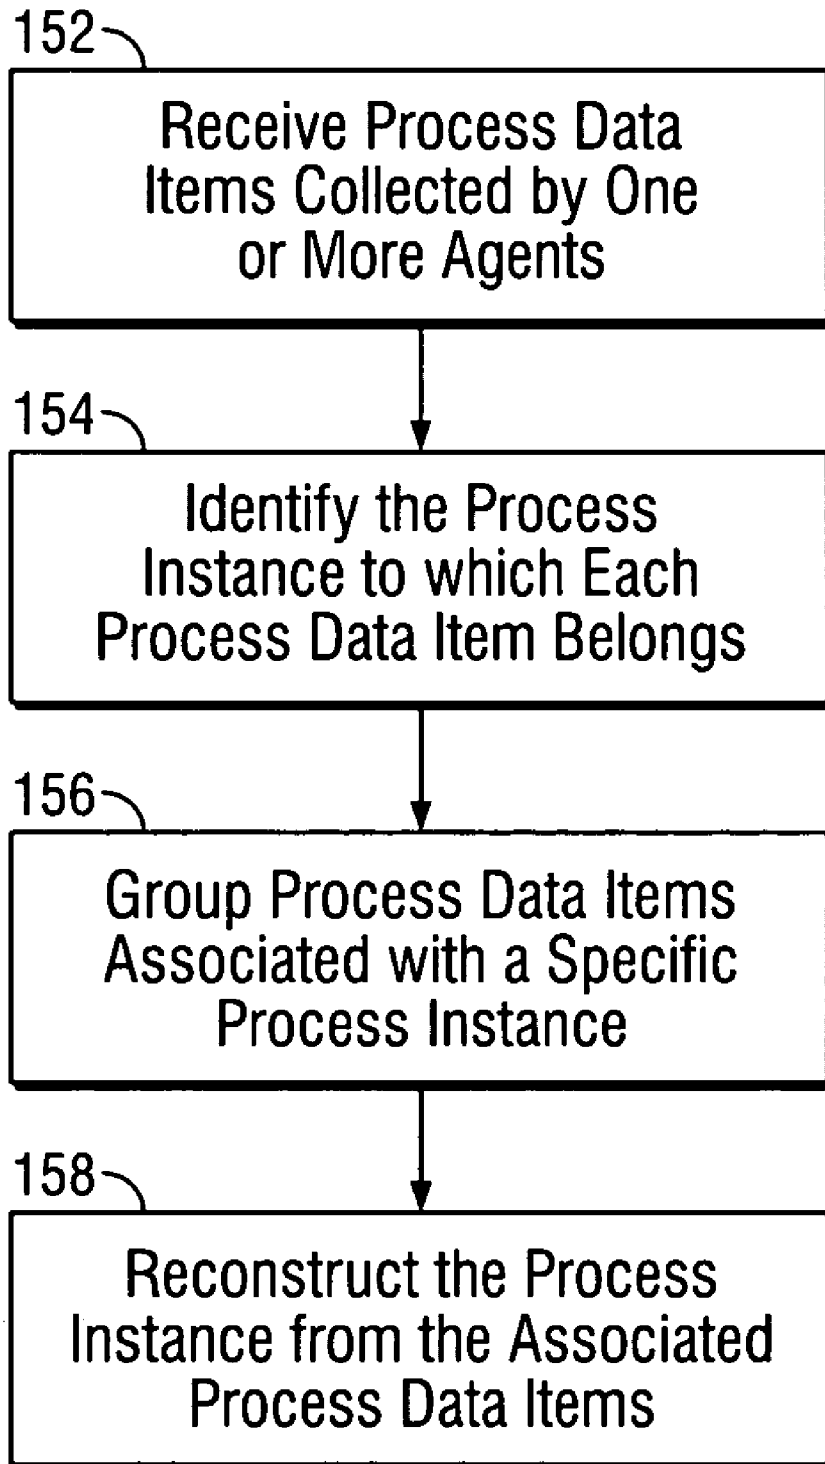 152
Receive Process Data
Items Collected by One
or More Agents
154
Identify the Process
Instance to which Each
Process Data Item Belongs
156
Group Process Data Items
Associated with a Specific
Process Instance
158
Reconstruct the Process
Instance from the Associated
Process Data Items